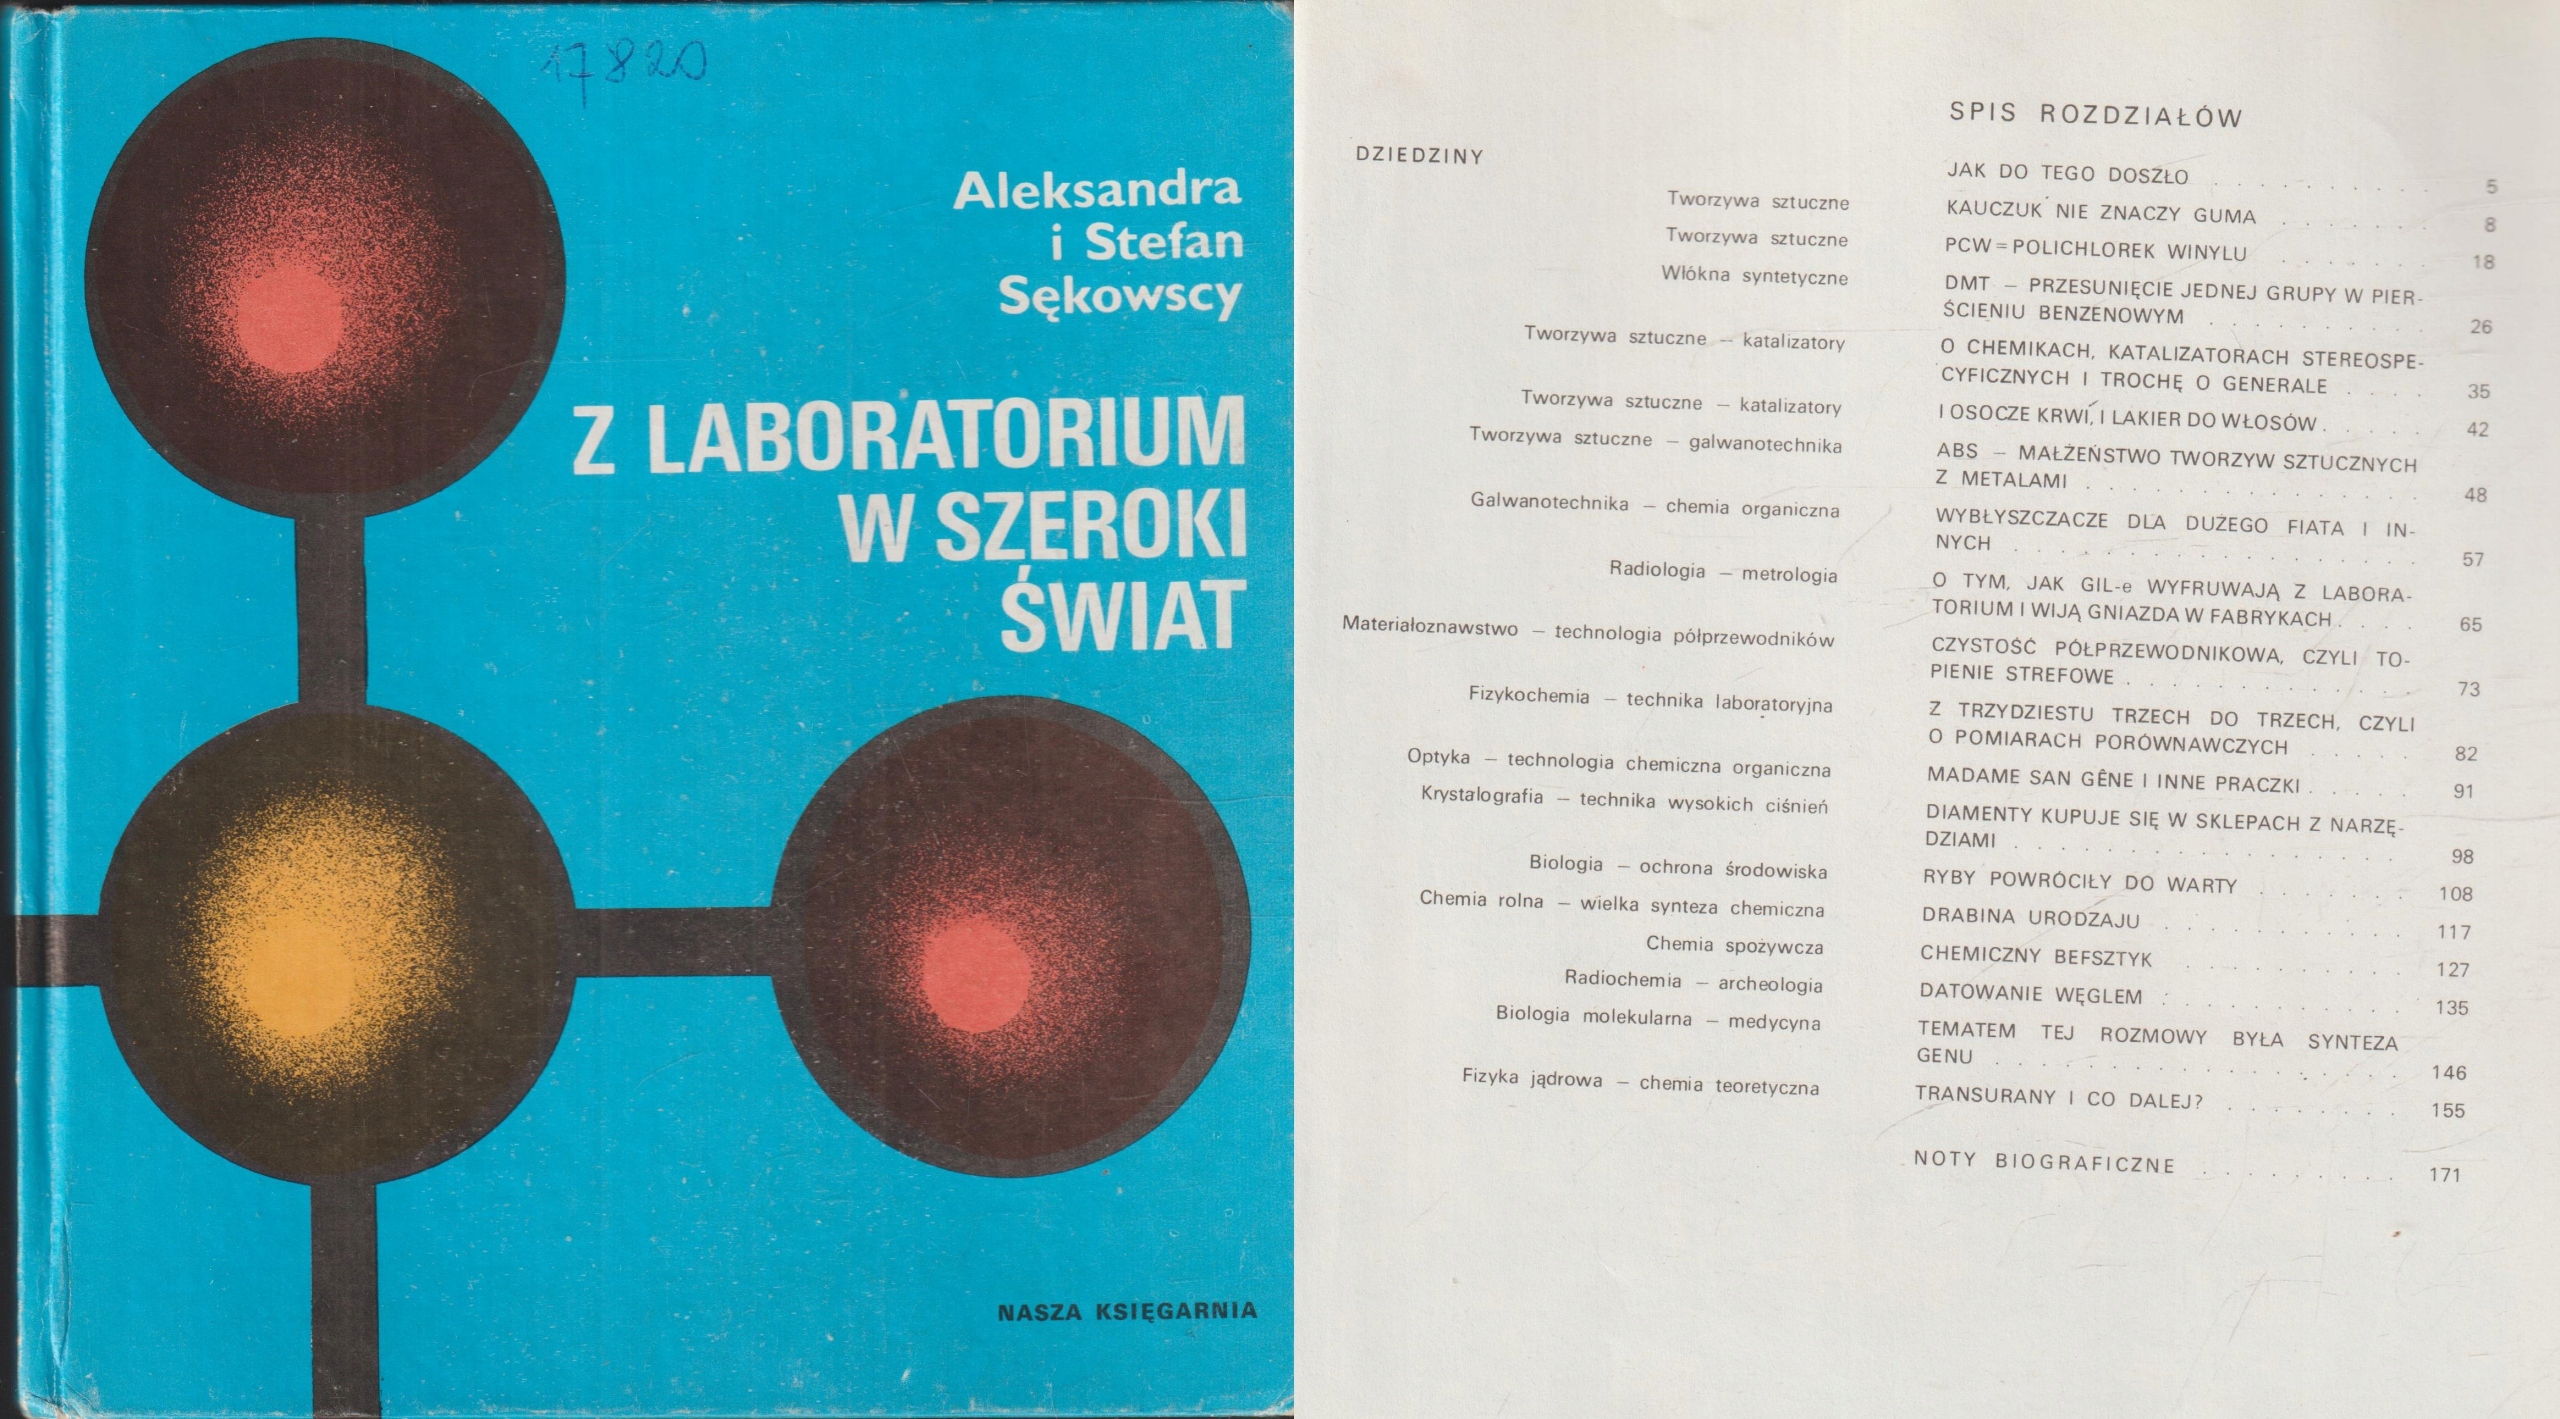 17820
Aleksandra
i Stefan
Sękowscy
Z LABORATORIUM
W SZEROKI
ŚWIAT
NASZA KSIĘGARNIA
SPIS ROZDZIAŁÓW
DZIEDZINY
JAK DO TEGO DOSZŁO . . . . . . . . . . 5
Tworzywa sztuczne KAUCZUK NIE ZNACZY GUMA . . . . . . . 8
Tworzywa sztuczne PCW = POLICHLOREK WINYLU . . . . . . . 18
Włókna syntetyczne DMT – PRZESUNIĘCIE JEDNEJ GRUPY W PIER-
ŚCIENIU BENZENOWYM . . . . . . . . . . 26
Tworzywa sztuczne – katalizatory O CHEMIKACH, KATALIZATORACH STEREOSPE-
CYFICZNYCH I TROCHĘ O GENERALE . . . . 35
Tworzywa sztuczne – katalizatory I OSOCZE KRWI, I LAKIER DO WŁOSÓW . . . . . 42
Tworzywa sztuczne – galwanotechnika ABS – MAŁŻEŃSTWO TWORZYW SZTUCZNYCH
Z METALAMI . . . . . . . . . . . . . . . 48
Galwanotechnika – chemia organiczna WYBŁYSZCZACZE DLA DUŻEGO FIATA I IN-
NYCH . . . . . . . . . . . . . . . . . . 57
Radiologia – metrologia O TYM, JAK GIL-e WYFRUWAJĄ Z LABORA-
TORIUM I WIJĄ GNIAZDA W FABRYKACH . . . . 65
Materiałoznawstwo – technologia półprzewodników CZYSTOŚĆ PÓŁPRZEWODNIKOWA, CZYLI TO-
PIENIE STREFOWE . . . . . . . . . . . . . 73
Fizykochemia – technika laboratoryjna Z TRZYDZIESTU TRZECH DO TRZECH, CZYLI
O POMIARACH PORÓWNAWCZYCH . . . . . 82
Optyka – technologia chemiczna organiczna MADAME SAN GÊNE I INNE PRACZKI . . . . . 91
Krystalografia – technika wysokich ciśnień DIAMENTY KUPUJE SIĘ W SKLEPACH Z NARZĘ-
DZIAMI . . . . . . . . . . . . . . . . . 98
Biologia – ochrona środowiska RYBY POWRÓCIŁY DO WARTY . . . . . . . 108
Chemia rolna – wielka synteza chemiczna DRABINA URODZAJU . . . . . . . . . . . 117
Chemia spożywcza CHEMICZNY BEFSZTYK . . . . . . . . . . 127
Radiochemia – archeologia DATOWANIE WĘGLEM . . . . . . . . . . . 135
Biologia molekularna – medycyna TEMATEM TEJ ROZMOWY BYŁA SYNTEZA
GENU . . . . . . . . . . . . . . . . . . 146
Fizyka jądrowa – chemia teoretyczna TRANSURANY I CO DALEJ? . . . . . . . . 155
NOTY BIOGRAFICZNE . . . . . . . . . 171